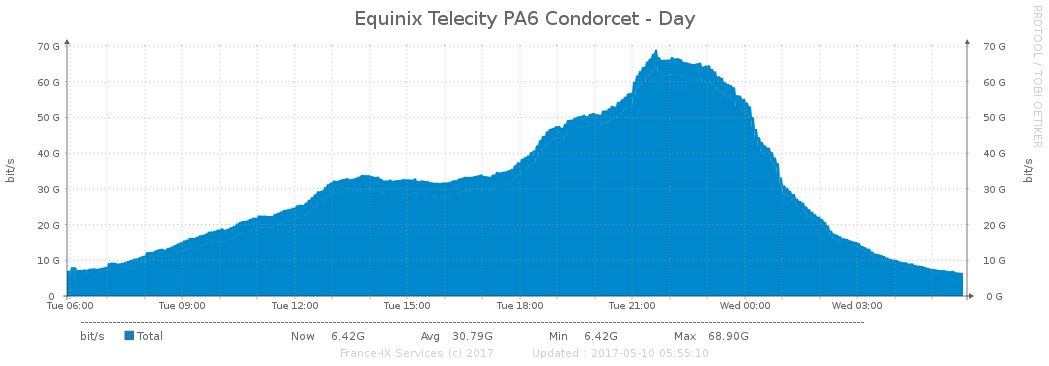 Equinix Telecity PA6 Condorcet - Day
RRDTOOL / TOBI OETIKER
70 G 70 G
60 G 60 G
50 G 50 G
40 G 40 G
bit/s bit/s
30 G 30 G
20 G 20 G
10 G 10 G
0 0 G
Tue 06:00 Tue 09:00 Tue 12:00 Tue 15:00 Tue 18:00 Tue 21:00 Wed 00:00 Wed 03:00
bit/s Total Now 6.42G Avg 30.79G Min 6.42G Max 68.90G
France-IX Services (c) 2017 Updated : 2017-05-10 05:55:10